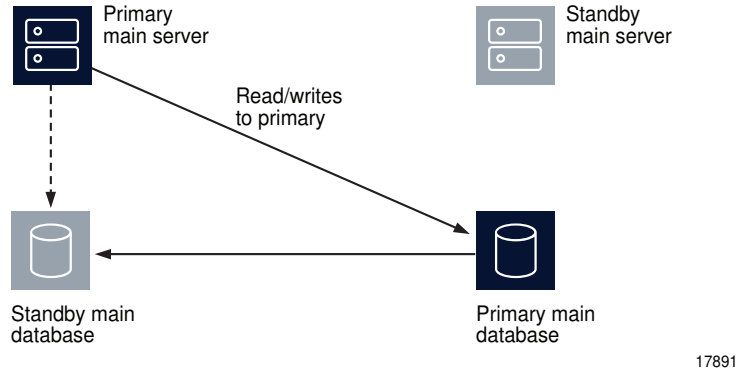 Primary
main server
Standby
main server
Read/writes
to primary
Standby main
database
Primary main
database
17891